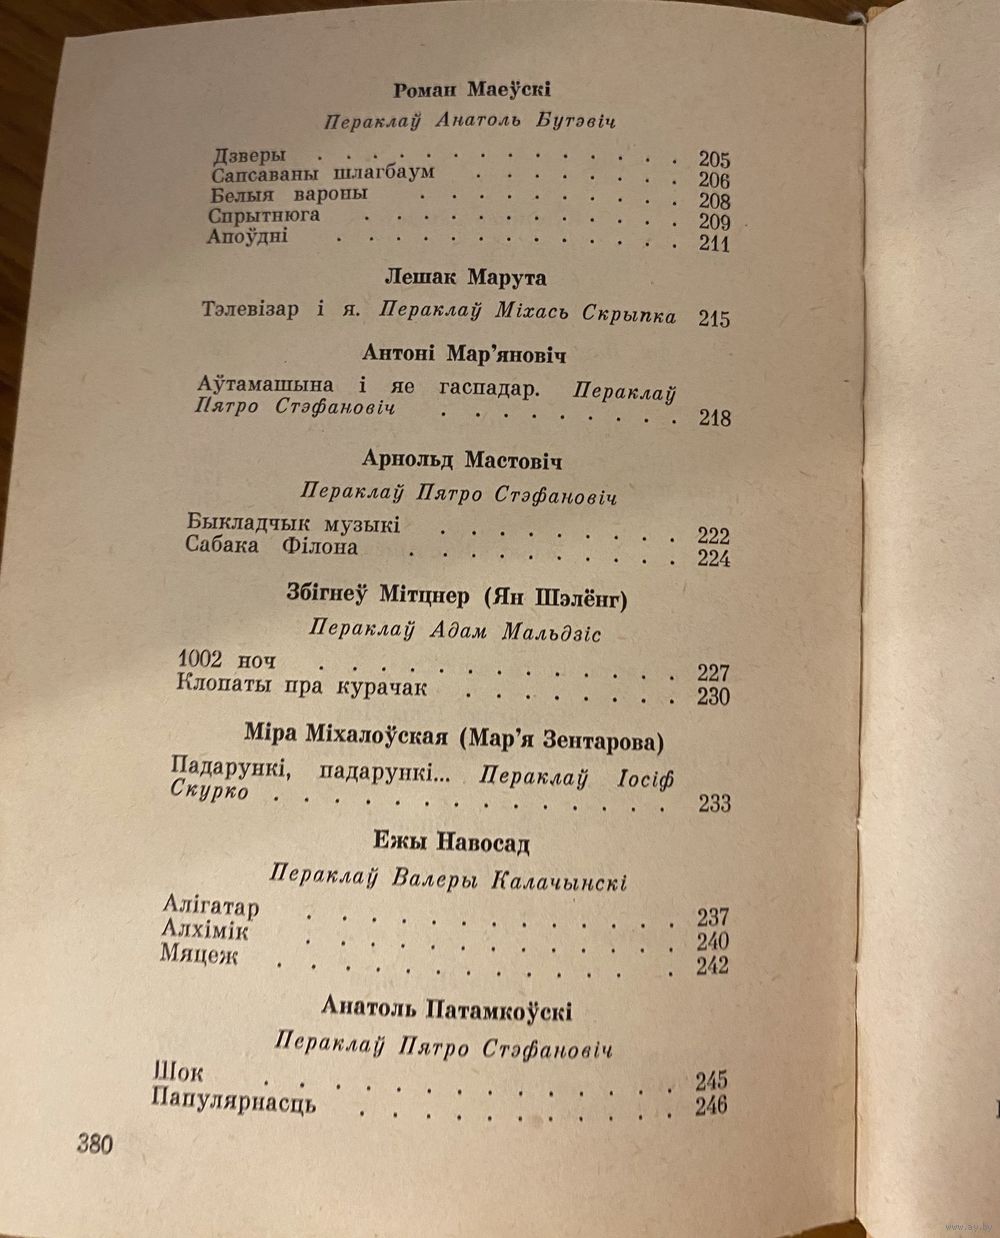 Роман Маеўскі
Пераклаў Анатоль Бутэвіч
Дзверы . . . . . . . . . . . . . . 205
Сапсаваны шлагбаум . . . . . . . . 206
Белыя вароны . . . . . . . . . . 208
Спрытнюга . . . . . . . . . . . . 209
Апоўдні . . . . . . . . . . . . . 211
Лешак Марута
Тэлевізар і я. Пераклаў Міхась Скрыпка 215
Антоні Мар’яновіч
Аўтамашына і яе гаспадар. Пераклаў
Пятро Стэфановіч . . . . . . . . 218
Арнольд Мастовіч
Пераклаў Пятро Стэфановіч
Выкладчык музыкі . . . . . . . . 222
Сабака Філона . . . . . . . . . 224
Збігнеў Мітцнер (Ян Шэлёнг)
Пераклаў Адам Мальдзіс
1002 ноч . . . . . . . . . . . . 227
Клопаты пра курачак . . . . . . . . 230
Міра Міхалоўская (Мар’я Зентарова)
Падарункі, падарункі... Пераклаў Іосіф
Скурко . . . . . . . . . . . . . 233
Ежы Навосад
Пераклаў Валеры Калачынскі
Алігатар . . . . . . . . . . . . 237
Алхімік . . . . . . . . . . . . 240
Мяцеж . . . . . . . . . . . . 242
Анатоль Патамкоўскі
Пераклаў Пятро Стэфановіч
Шок . . . . . . . . . . . . . 245
Папулярнасць . . . . . . . . . . 246
380
www.ay.by